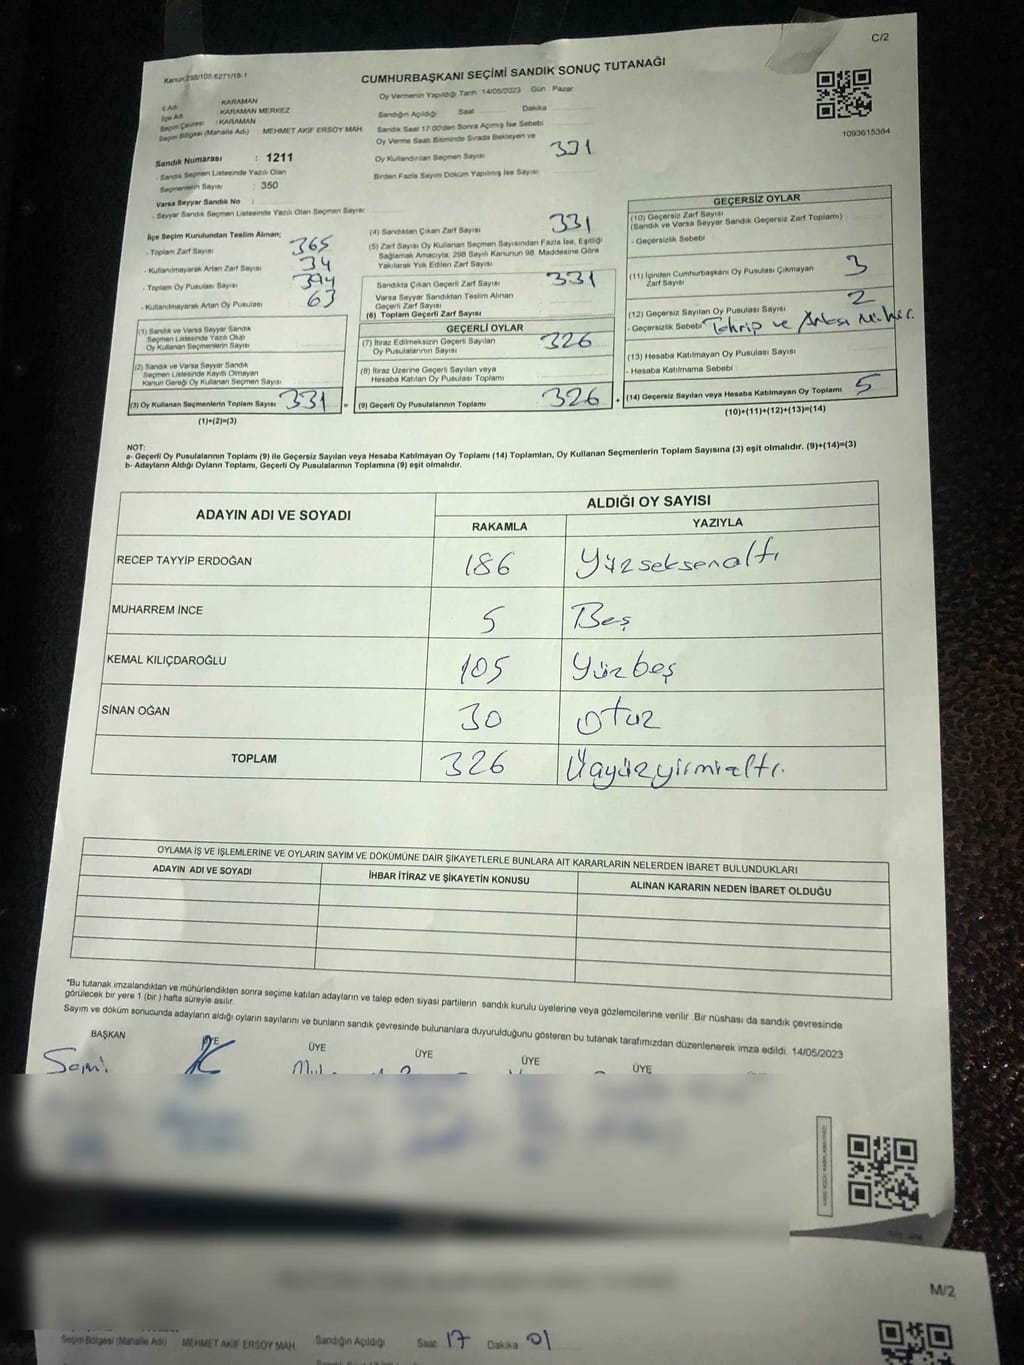 C/2
Kanun:298/105,6271/18-1
CUMHURBAŞKANI SEÇİMİ SANDIK SONUÇ TUTANAĞI
Oy Vermenin Yapıldığı Tarih :14/05/2023 Gün : Pazar
1093615384
İl Adı : KARAMAN
İlçe Adı : KARAMAN MERKEZ
Seçim Çevresi : KARAMAN
Seçim Bölgesi (Mahalle Adı) MEHMET AKİF ERSOY MAH
Sandık Numarası : 1211
- Sandık Seçmen Listesinde Yazılı Olan
Seçmenlerin Sayısı : 350
Varsa Seyyar Sandık No :
- Seyyar Sandık Seçmen Listesinde Yazılı Olan Seçmen Sayısı:
Sandığın Açıldığı Saat Dakika
Sandık Saat 17:00'den Sonra Açılmış İse Sebebi
Oy Verme Saati Bitiminde Sırada Bekleyen ve
Oy Kullandırılan Seçmen Sayısı 331
Birden Fazla Sayım Döküm Yapılmış İse Sayısı
İlçe Seçim Kurulundan Teslim Alınan;
- Toplam Zarf Sayısı 365
- Kullanılmayarak Artan Zarf Sayısı 34
- Toplam Oy Pusulası Sayısı 394
- Kullanılmayarak Artan Oy Pusulası 63
(1) Sandık ve Varsa Seyyar Sandık
Seçmen Listesinde Yazılı Olup
Oy Kullanan Seçmen Sayısı
(2) Sandık ve Varsa Seyyar Sandık
Seçmen Listesinde Kayıtlı Olmayan
Kanun Gereği Oy Kullanan Seçmen Sayısı
(3) Oy Kullanan Seçmenlerin Toplam Sayısı 331 =
(1)+(2)=(3)
(4) Sandıktan Çıkan Zarf Sayısı 331
(5) Zarf Sayısı Oy Kullanan Seçmen Sayısından Fazla İse, Eşitliği
Sağlamak Amacıyla, 298 Sayılı Kanunun 98. Maddesine Göre
Yakılarak Yok Edilen Zarf Sayısı
Sandıkta Çıkan Geçerli Zarf Sayısı 331
Varsa Seyyar Sandıktan Teslim Alınan
Geçerli Zarf Sayısı
(6) Toplam Geçerli Zarf Sayısı
GEÇERLİ OYLAR
(7) İtiraz Edilmeksizin Geçerli Sayılan
Oy Pusulalarının Sayısı 326
(8) İtiraz Üzerine Geçerli Sayılan veya
Hesaba Katılan Oy Pusulası Toplamı
(9) Geçerli Oy Pusulalarının Toplamı 326 +
GEÇERSİZ OYLAR
(10) Geçersiz Zarf Sayısı
(Sandık ve Varsa Seyyar Sandık Geçersiz Zarf Toplamı)
- Geçersizlik Sebebi
(11) İçinden Cumhurbaşkanı Oy Pusulası Çıkmayan
Zarf Sayısı 3
(12) Geçersiz Sayılan Oy Pusulası Sayısı 2
- Geçersizlik Sebebi Tahrip ve
(13) Hesaba Katılmayan Oy Pusulası Sayısı
- Hesaba Katılmama Sebebi
(14) Geçersiz Sayılan veya Hesaba Katılmayan Oy Toplamı 5
(10)+(11)+(12)+(13)=(14)
NOT:
a- Geçerli Oy Pusulalarının Toplamı (9) ile Geçersiz Sayılan veya Hesaba Katılmayan Oy Toplamı (14) Toplamları, Oy Kullanan Seçmenlerin Toplam Sayısına (3) eşit olmalıdır. (9)+(14)=(3)
b- Adayların Aldığı Oyların Toplamı, Geçerli Oy Pusulalarının Toplamına (9) eşit olmalıdır.
ADAYIN ADI VE SOYADI ALDIĞI OY SAYISI
RAKAMLA YAZIYLA
RECEP TAYYİP ERDOĞAN 186 Yüzseksenaltı
MUHARREM İNCE 5 Beş
KEMAL KILIÇDAROĞLU 105 Yüzbeş
SİNAN OĞAN 30 Otuz
TOPLAM 326 Üçyüzyirmialtı.
OYLAMA İŞ VE İŞLEMLERİNE VE OYLARIN SAYIM VE DÖKÜMÜNE DAİR ŞİKAYETLERLE BUNLARA AİT KARARLARIN NELERDEN İBARET BULUNDUKLARI
ADAYIN ADI VE SOYADI İHBAR İTİRAZ VE ŞİKAYETİN KONUSU ALINAN KARARIN NEDEN İBARET OLDUĞU
*Bu tutanak imzalandıktan ve mühürlendikten sonra seçime katılan adayların ve talep eden siyasi partilerin sandık kurulu üyelerine veya gözlemcilerine verilir .Bir nüshası da sandık çevresinde
görülecek bir yere 1 (bir ) hafta süreyle asılır.
Sayım ve döküm sonucunda adayların aldığı oyların sayılarını ve bunların sandık çevresinde bulunanlara duyurulduğunu gösteren bu tutanak tarafımızdan düzenlenerek imza edildi. 14/05/2023
BAŞKAN ÜYE ÜYE ÜYE ÜYE ÜYE
M/2
Seçim Bölgesi (Mahalle Adı) MEHMET AKİF ERSOY MAH Sandığın Açıldığı Saat 17 Dakika 01